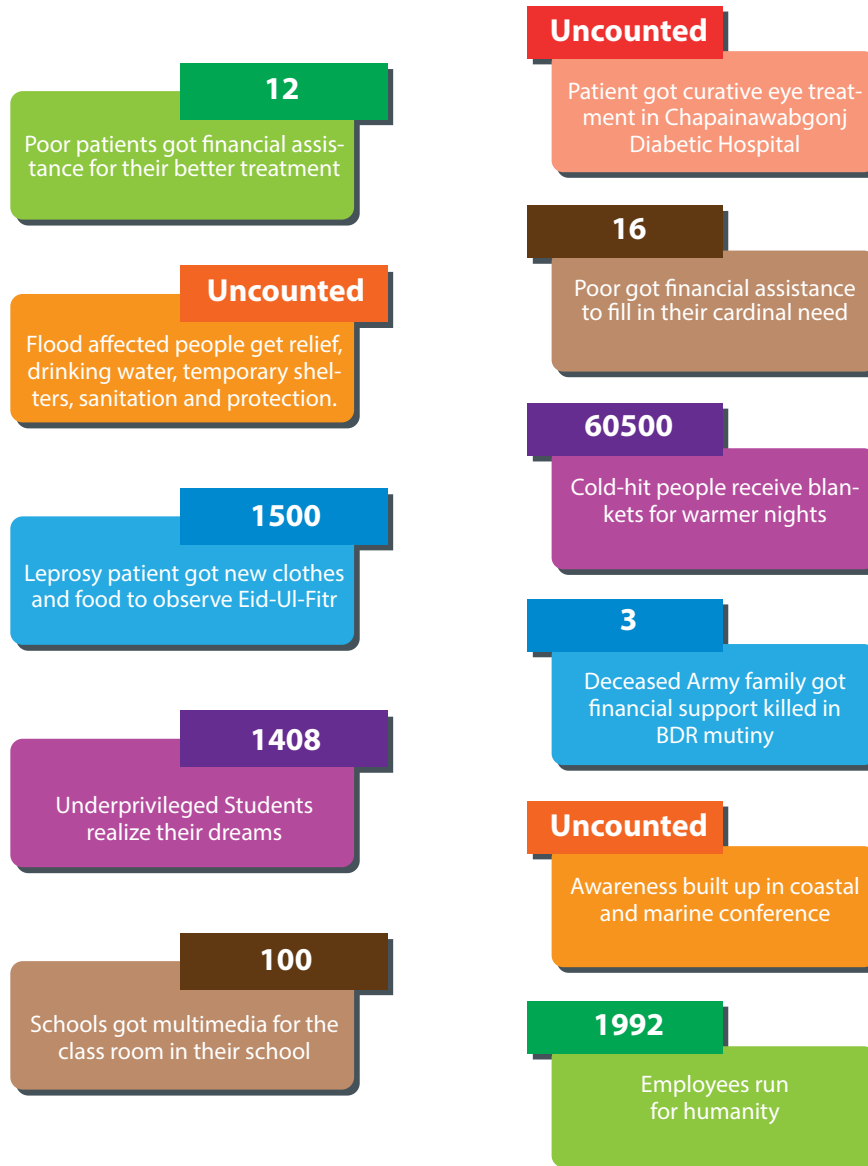 12
Poor patients got financial assis-
tance for their better treatment
Uncounted
Flood affected people get relief,
drinking water, temporary shel-
ters, sanitation and protection.
1500
Leprosy patient got new clothes
and food to observe Eid-Ul-Fitr
1408
Underprivileged Students
realize their dreams
100
Schools got multimedia for the
class room in their school
Uncounted
Patient got curative eye treat-
ment in Chapainawabgonj
Diabetic Hospital
16
Poor got financial assistance
to fill in their cardinal need
60500
Cold-hit people receive blan-
kets for warmer nights
3
Deceased Army family got
financial support killed in
BDR mutiny
Uncounted
Awareness built up in coastal
and marine conference
1992
Employees run
for humanity